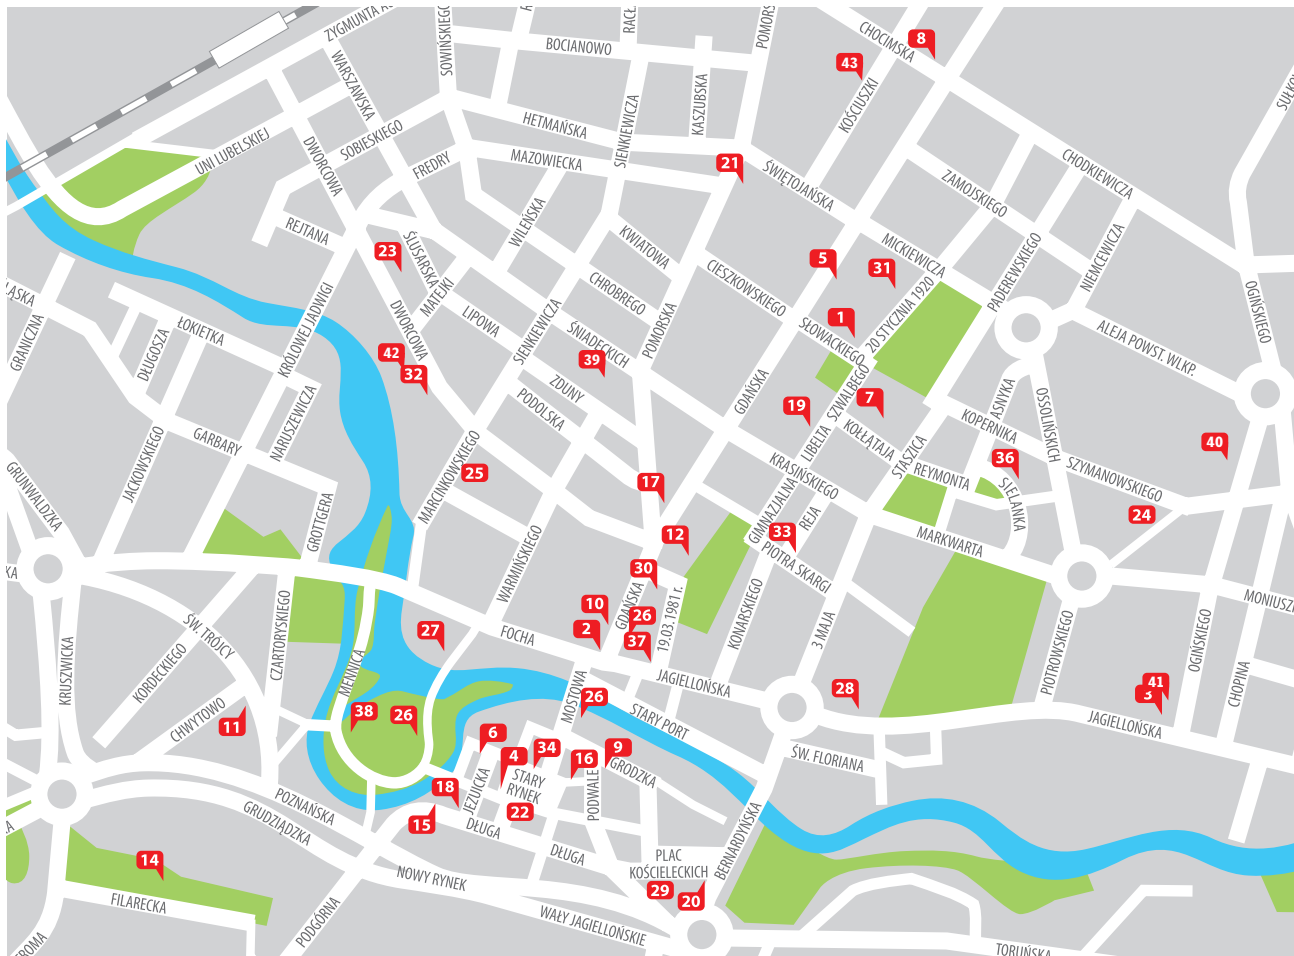 BOCIANOWO
SOWIŃSKIEGO
CHOCIMSKA
8
43
WARSZAWSKA
KASZUBSKA
KOŚCIUSZKI
HETMAŃSKA
SIENKIEWICZA
UNI LUBELSKIEJ
SOBIESKIEGO
DWORCOWA
FREDRY
MAZOWIECKA
21
ŚWIĘTOJAŃSKA
CHODKIEWICZA
ZAMOJSKIEGO
REJTANA
WILEŃSKA
KWIATOWA
MICKIEWICZA
NIEMCEWICZA
PADEREWSKIEGO
23
ŚLUSARSKA
MATEJKI
5
31
CIESZKOWSKIEGO
CHROBREGO
20 STYCZNIA 1920
OGIŃSKIEGO
GRANICZNA
ŁOKIETKA
DŁUGOSZA
KRÓLOWEJ JADWIGI
DWORCOWA
LIPOWA
SIENKIEWICZA
ŚNIADECKICH
POMORSKA
1
SŁOWACKIEGO
ALEJA POWST. WLKP.
42
32
39
ZDUNY
PODOLSKA
GDAŃSKA
SZWALBEGO
19
7
LIBELTA
KOŁŁĄTAJA
ASNYKA
KOPERNIKA
OSSOLIŃSKICH
40
NARUSZEWICZA
GARBARY
JACKOWSKIEGO
MARCINKOWSKIEGO
25
STASZICA
KRASIŃSKIEGO
REYMONTA
36
SZYMANOWSKIEGO
GRUNWALDZKA
GROTTGERA
17
GIMNAZJALNA
REJA
SIELANKA
24
12
33
PIOTRA SKARGI
MARKWARTA
WARMIŃSKIEGO
30
GDAŃSKA
19.03.1981 r.
KONARSKIEGO
3 MAJA
10
26
2
37
KRUSZWICKA
ŚW. TRÓJCY
KORDECKIEGO
CZARTORYSKIEGO
MENNICA
27
FOCHA
MOSTOWA
JAGIELLOŃSKA
28
PIOTROWSKIEGO
OGIŃSKIEGO
CHOPINA
41
3
JAGIELLOŃSKA
CHWYTOWO
11
38
26
26
STARY PORT
6
4
34
16
9
GRODZKA
ŚW. FLORIANA
JEZUICKA
STARY
RYNEK
PODWALE
18
22
15
POZNAŃSKA
GRUDZIĄDZKA
DŁUGA
DŁUGA
BERNARDYŃSKA
PLAC
KOŚCIELECKICH
14
29
20
NOWY RYNEK
FILARECKA
PODGÓRNA
WAŁY JAGIELLOŃSKIE
TORUŃSKA